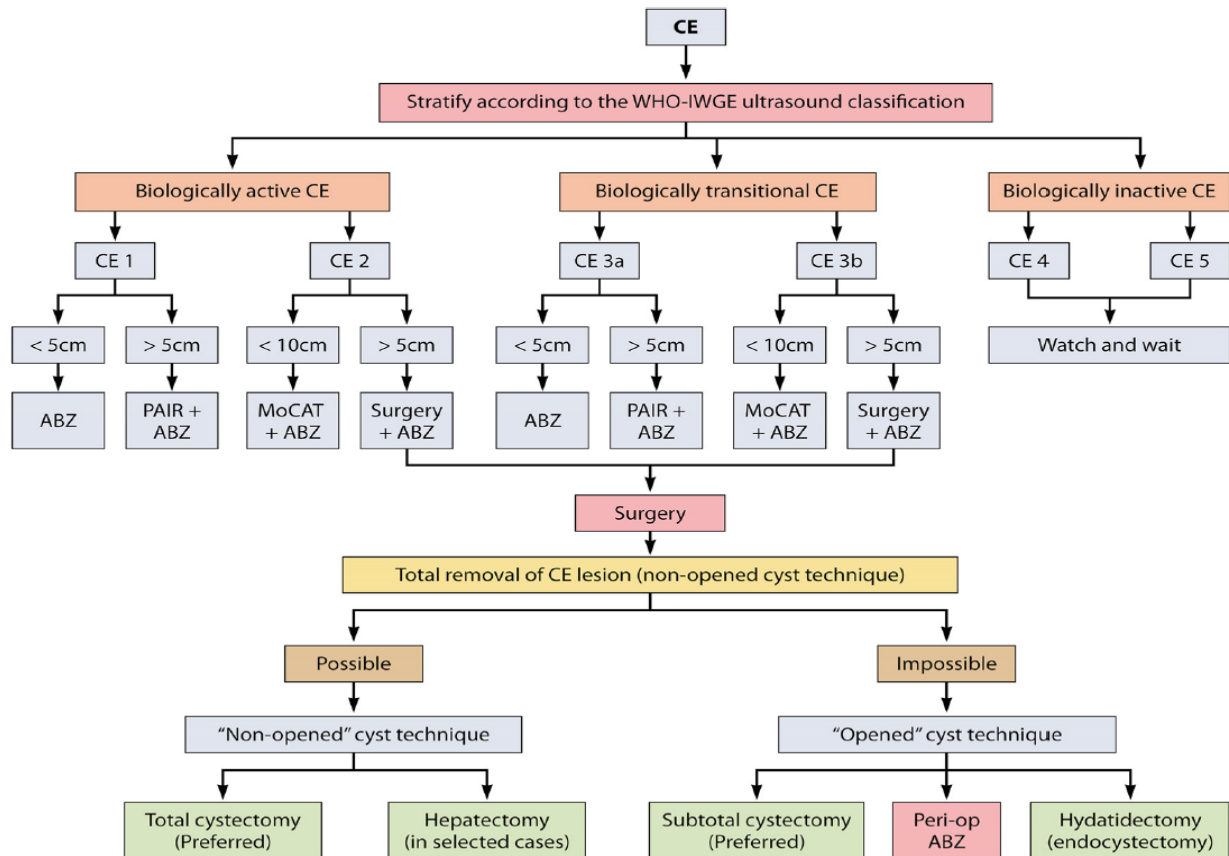 CE
Stratify according to the WHO-IWGE ultrasound classification
Biologically active CE
Biologically transitional CE
Biologically inactive CE
CE 1
CE 2
CE 3a
CE 3b
CE 4
CE 5
< 5cm
> 5cm
< 10cm
> 5cm
< 5cm
> 5cm
< 10cm
> 5cm
Watch and wait
ABZ
PAIR +
ABZ
MoCAT
+ ABZ
Surgery
+ ABZ
ABZ
PAIR +
ABZ
MoCAT
+ ABZ
Surgery
+ ABZ
Surgery
Total removal of CE lesion (non-opened cyst technique)
Possible
Impossible
“Non-opened” cyst technique
“Opened” cyst technique
Total cystectomy
(Preferred)
Hepatectomy
(in selected cases)
Subtotal cystectomy
(Preferred)
Peri-op
ABZ
Hydatidectomy
(endocystectomy)